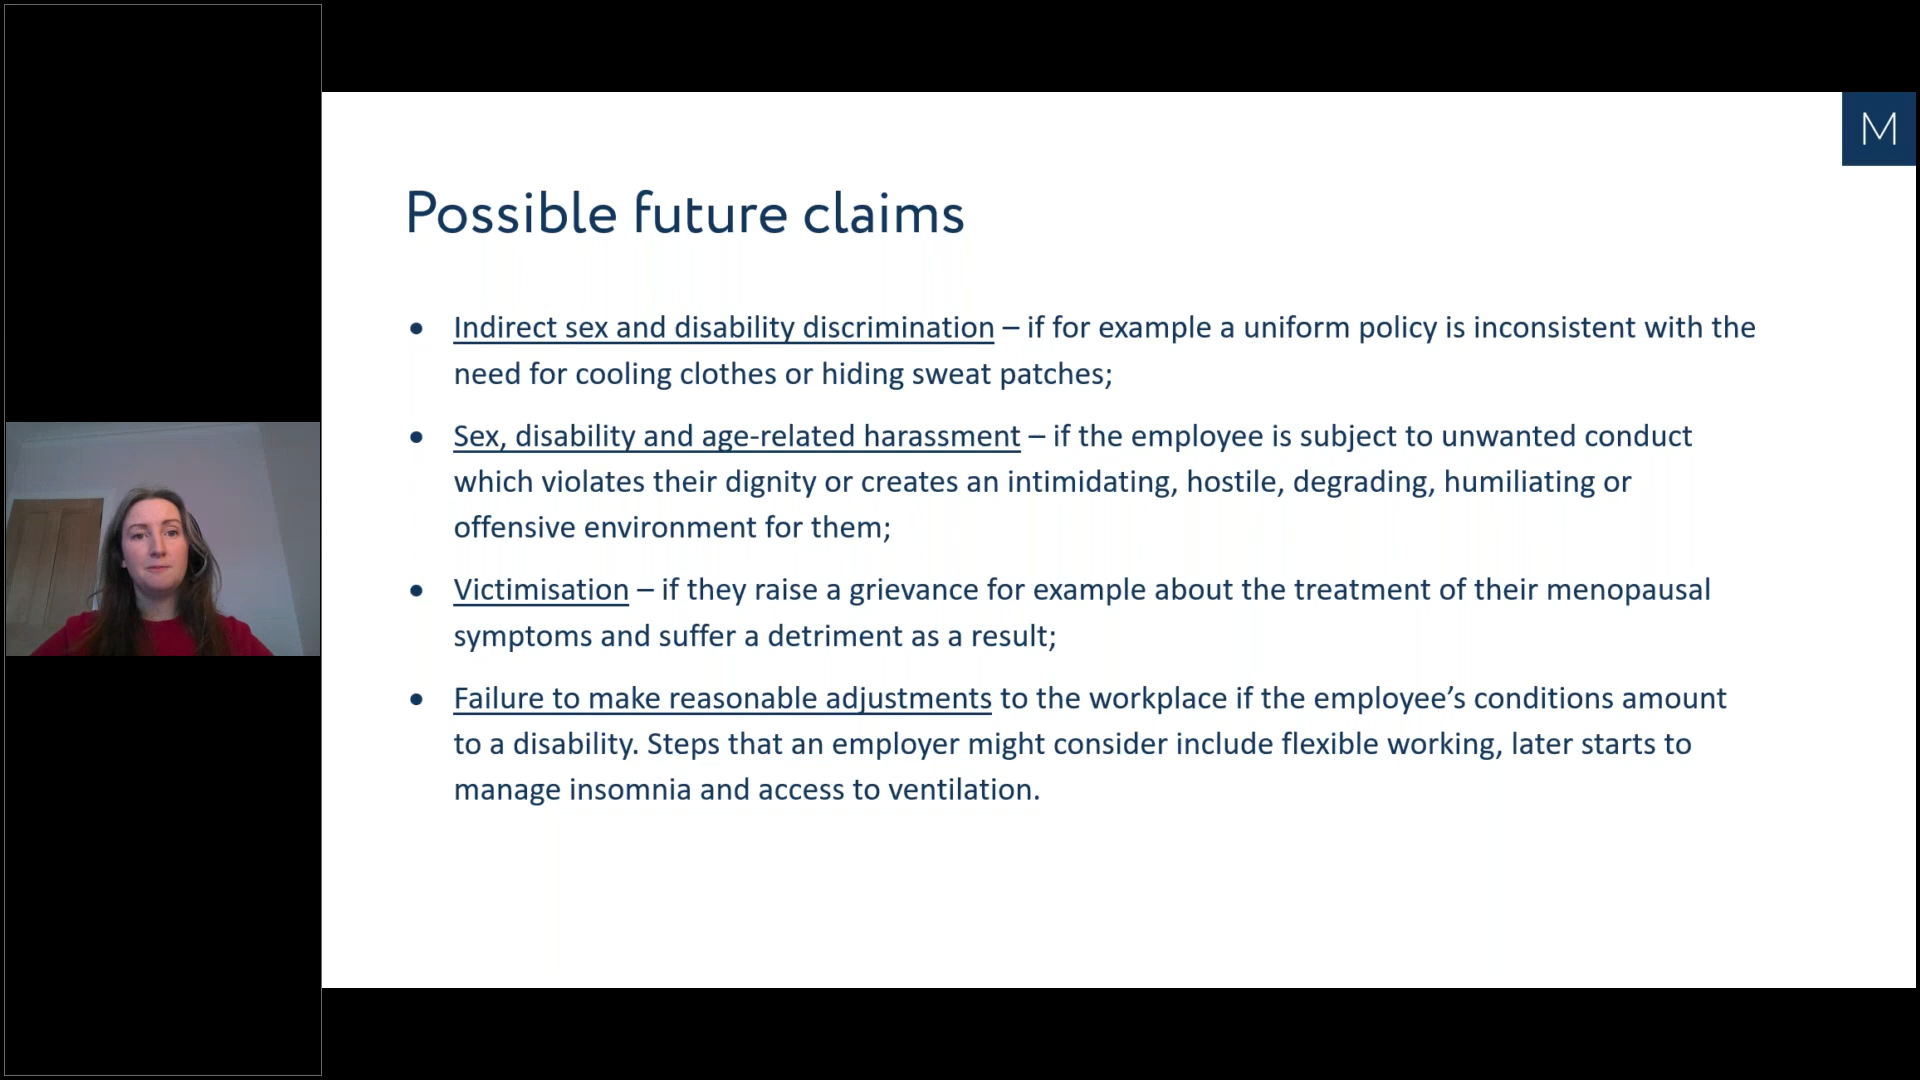 M
Possible future claims
• Indirect sex and disability discrimination – if for example a uniform policy is inconsistent with the
need for cooling clothes or hiding sweat patches;
• Sex, disability and age-related harassment – if the employee is subject to unwanted conduct
which violates their dignity or creates an intimidating, hostile, degrading, humiliating or
offensive environment for them;
• Victimisation – if they raise a grievance for example about the treatment of their menopausal
symptoms and suffer a detriment as a result;
• Failure to make reasonable adjustments to the workplace if the employee’s conditions amount
to a disability. Steps that an employer might consider include flexible working, later starts to
manage insomnia and access to ventilation.